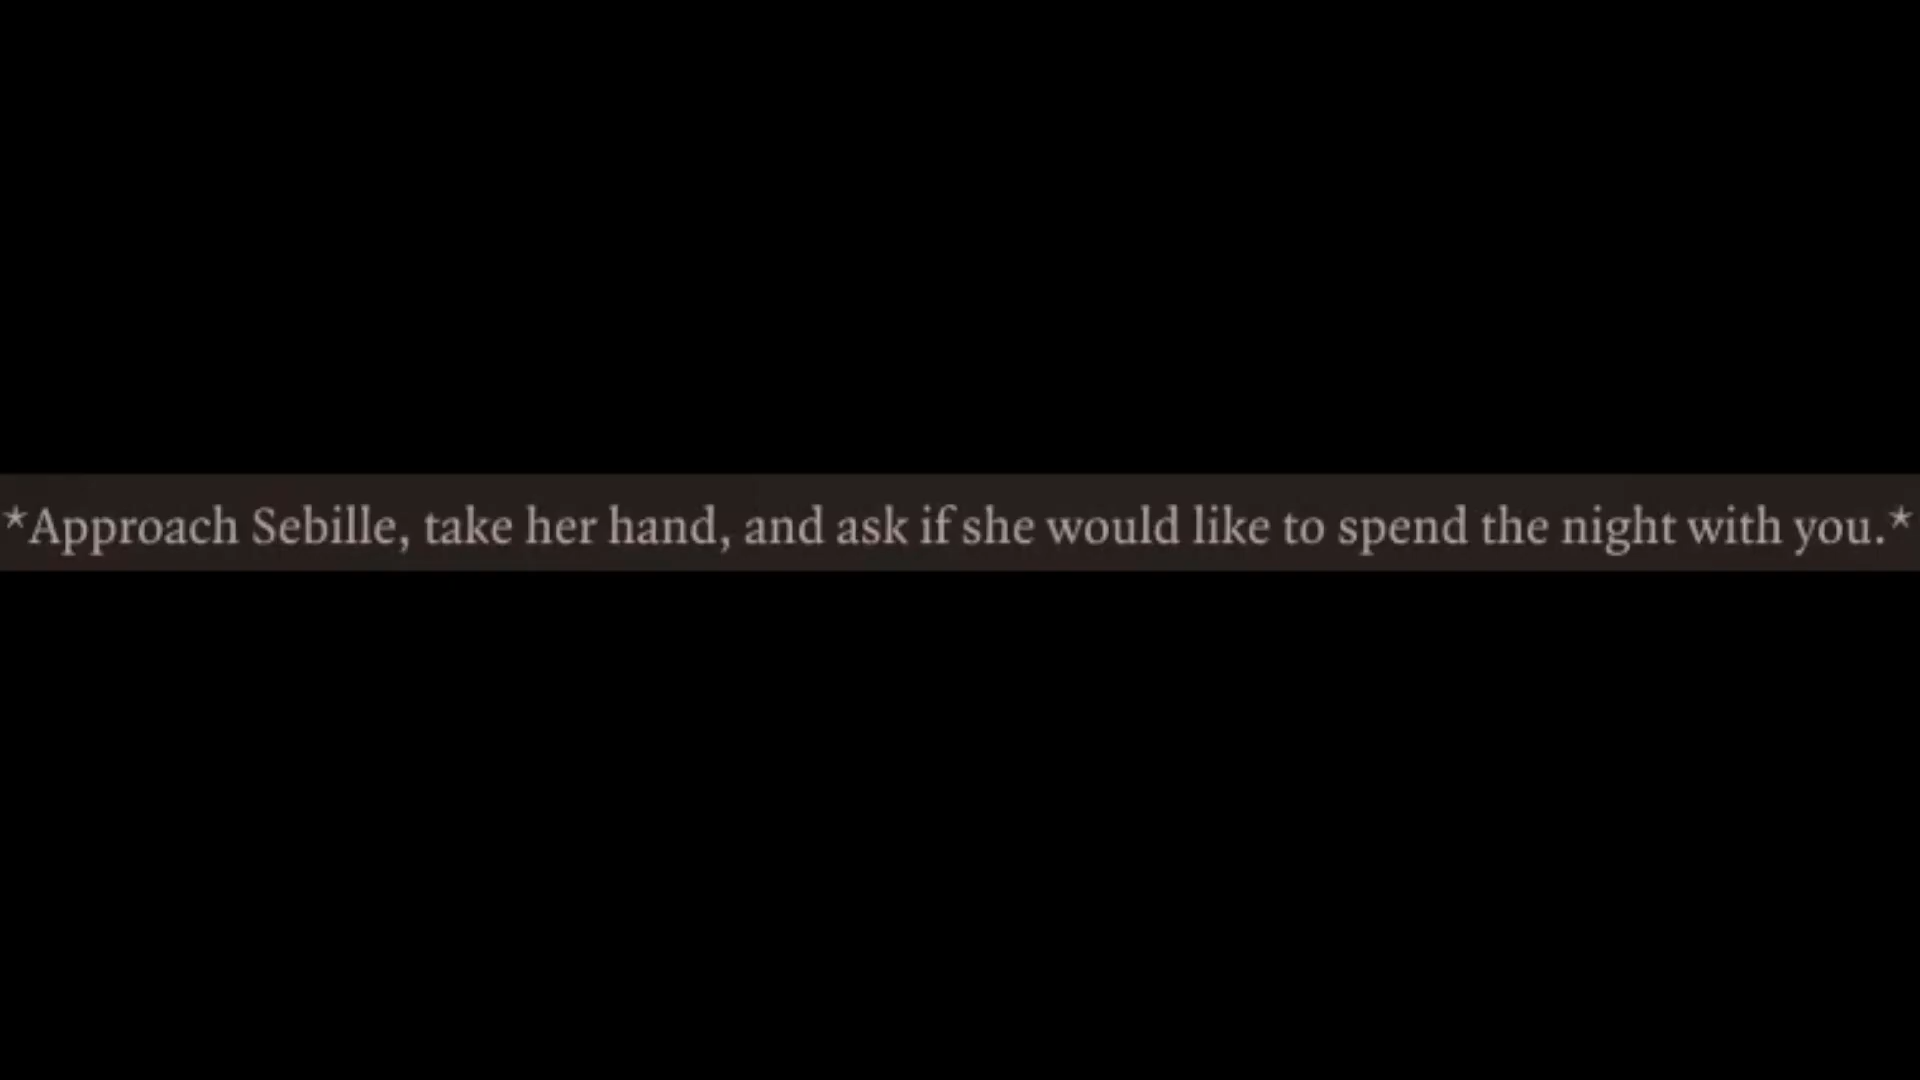 *Approach Sebille, take her hand, and ask if she would like to spend the night with you.*